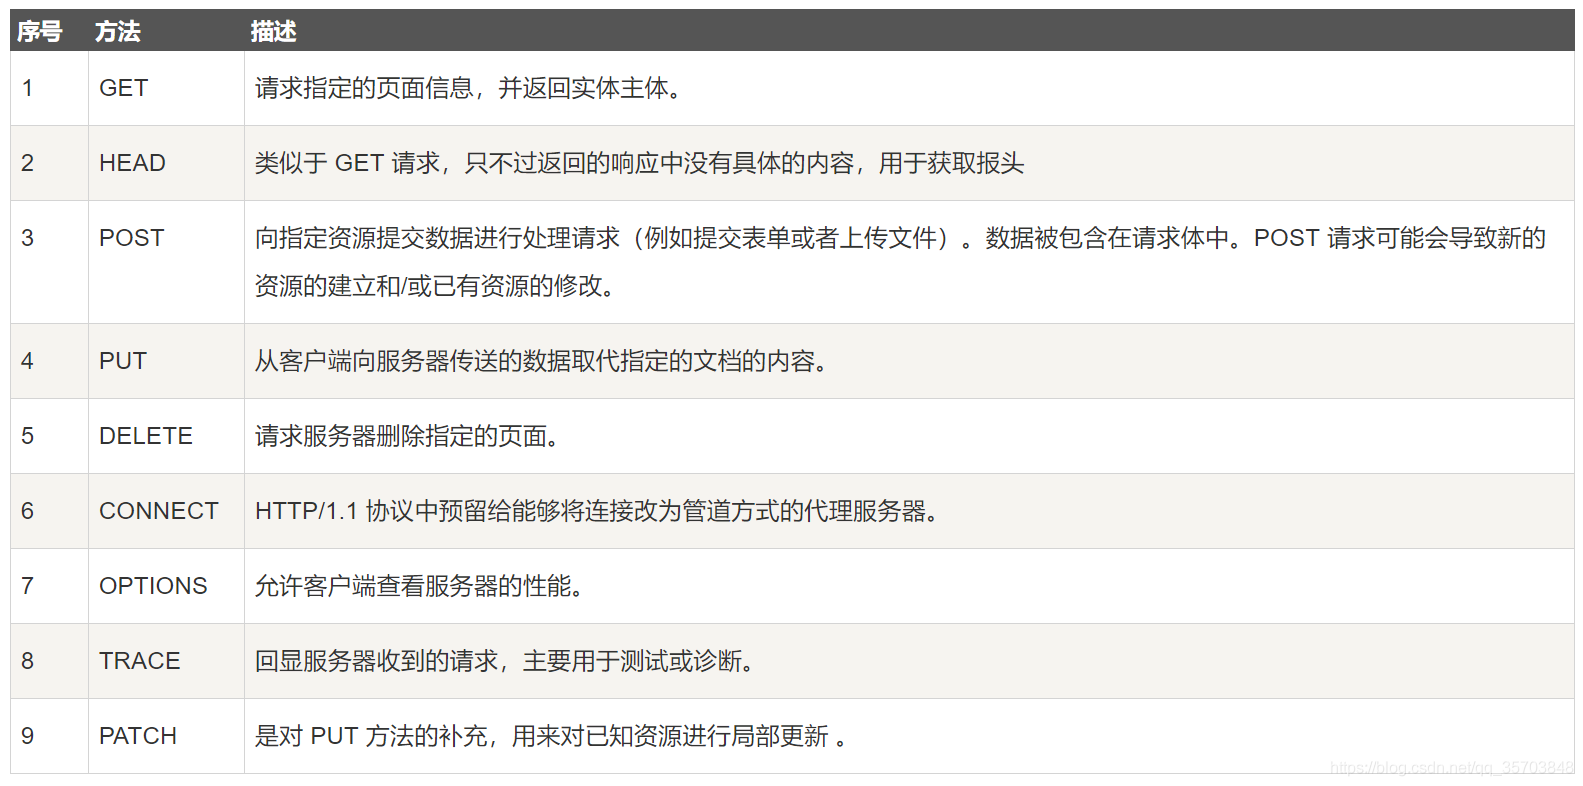 序号 方法 描述
1 GET 请求指定的页面信息，并返回实体主体。
2 HEAD 类似于 GET 请求，只不过返回的响应中没有具体的内容，用于获取报头
3 POST 向指定资源提交数据进行处理请求（例如提交表单或者上传文件）。数据被包含在请求体中。POST 请求可能会导致新的
资源的建立和/或已有资源的修改。
4 PUT 从客户端向服务器传送的数据取代指定的文档的内容。
5 DELETE 请求服务器删除指定的页面。
6 CONNECT HTTP/1.1 协议中预留给能够将连接改为管道方式的代理服务器。
7 OPTIONS 允许客户端查看服务器的性能。
8 TRACE 回显服务器收到的请求，主要用于测试或诊断。
9 PATCH 是对 PUT 方法的补充，用来对已知资源进行局部更新 。
https://blog.csdn.net/qq_35703848